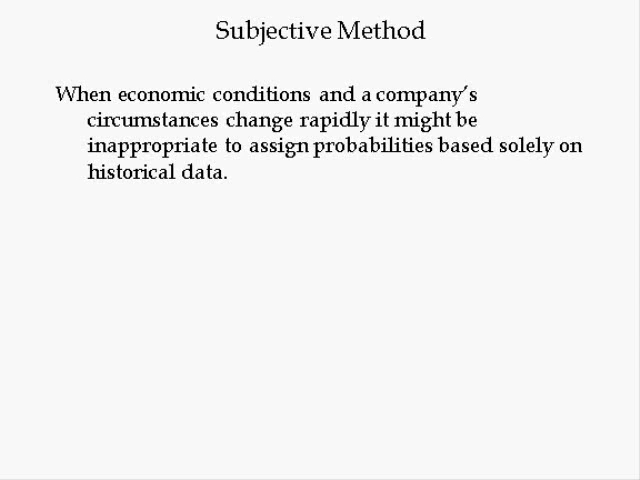 Subjective Method
When economic conditions and a company’s
circumstances change rapidly it might be
inappropriate to assign probabilities based solely on
historical data.